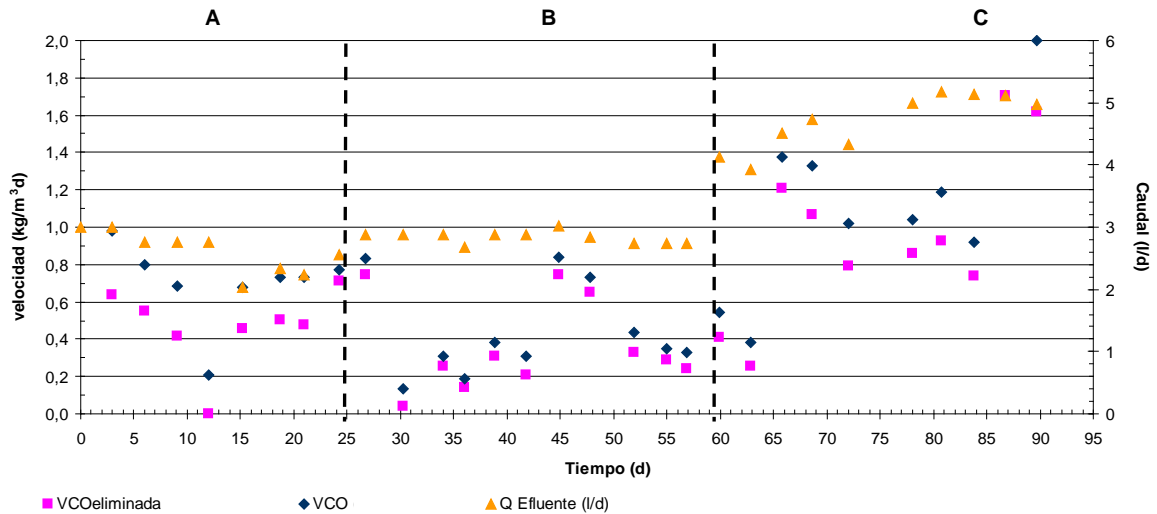 A B C
2,0 6
1,8
1,6 5
1,4
1,2 4
1,0 3
0,8
0,6 2
0,4
0,2 1
0,0 0
velocidad (kg/m³d)
Caudal (l/d)
0 5 10 15 20 25 30 35 40 45 50 55 60 65 70 75 80 85 90 95
Tiempo (d)
VCOeliminada VCO Q Efluente (l/d)